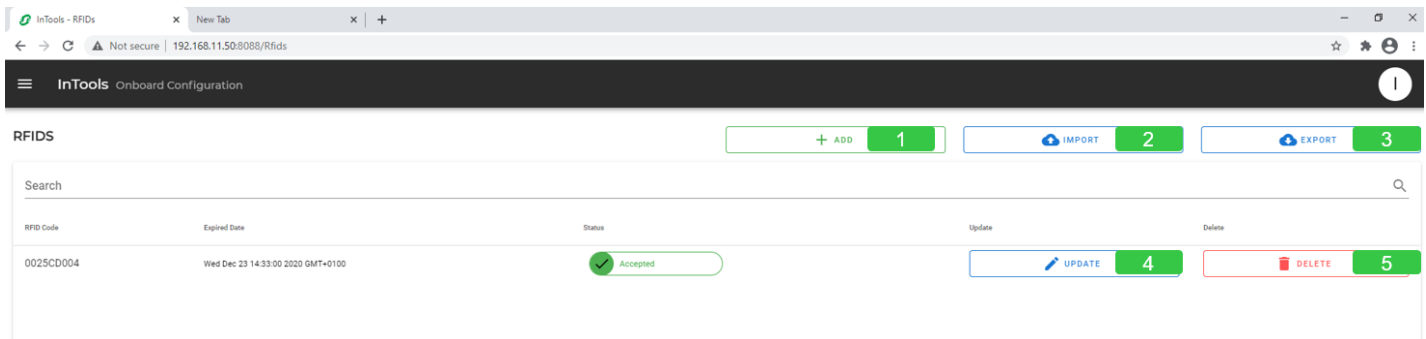 InTools - RFIDs
New Tab
Not secure | 192.168.11.50:8088/Rfids
InTools Onboard Configuration
I
RFIDS
+ ADD 1
IMPORT 2
EXPORT 3
Search
RFID Code Expired Date Status Update Delete
0025CD004 Wed Dec 23 14:33:00 2020 GMT+0100 Accepted UPDATE 4 DELETE 5